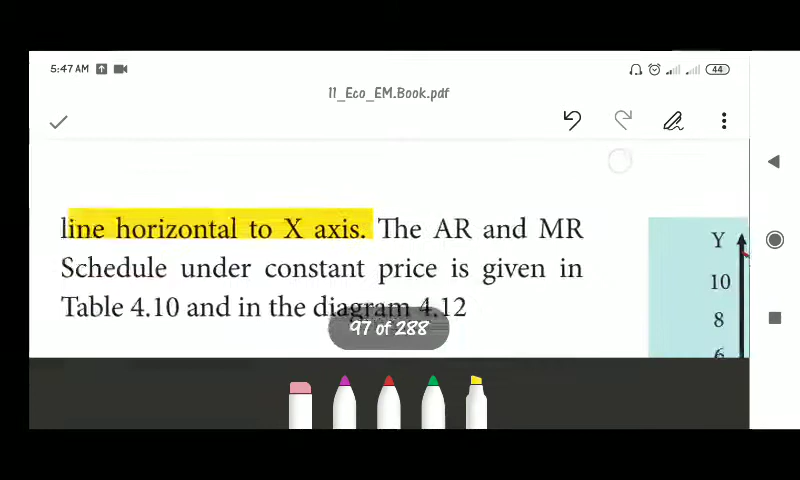 5:47 AM
44
11_Eco_EM.Book.pdf
line horizontal to X axis. The AR and MR
Schedule under constant price is given in
Table 4.10 and in the diagram 4.12
97 of 288
Y
10
8
6